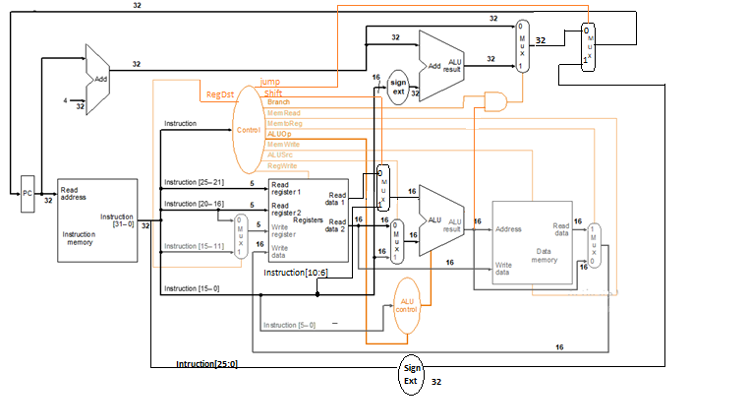 32
32
0
M
u
x
1
32
0
M
u
x
1
32
32
Add
ALU
result
32
Add
4
32
16
sign
ext
32
jump
Shift
RegDst
Branch
MemRead
MemtoReg
Control
ALUOp
MemWrite
ALUSrc
RegWrite
Instruction
PC
32
Read
address
Instruction
[31–0]
Instruction
memory
32
Instruction [25–21]
5
Instruction [20–16]
5
Instruction [15–11]
0
M
u
x
1
5
16
Read
register 1
Read
register 2
Registers
Write
register
Write
data
Read
data 1
Read
data 2
0
M
u
x
1
16
16
16
16
0
M
u
x
1
16
ALU
ALU
result
16
Address
Read
data
Data
memory
Write
data
16
16
16
1
M
u
x
0
Instruction[10:6]
Instruction [15–0]
Instruction [5–0]
ALU
control
16
Intruction[25:0]
Sign
Ext
32